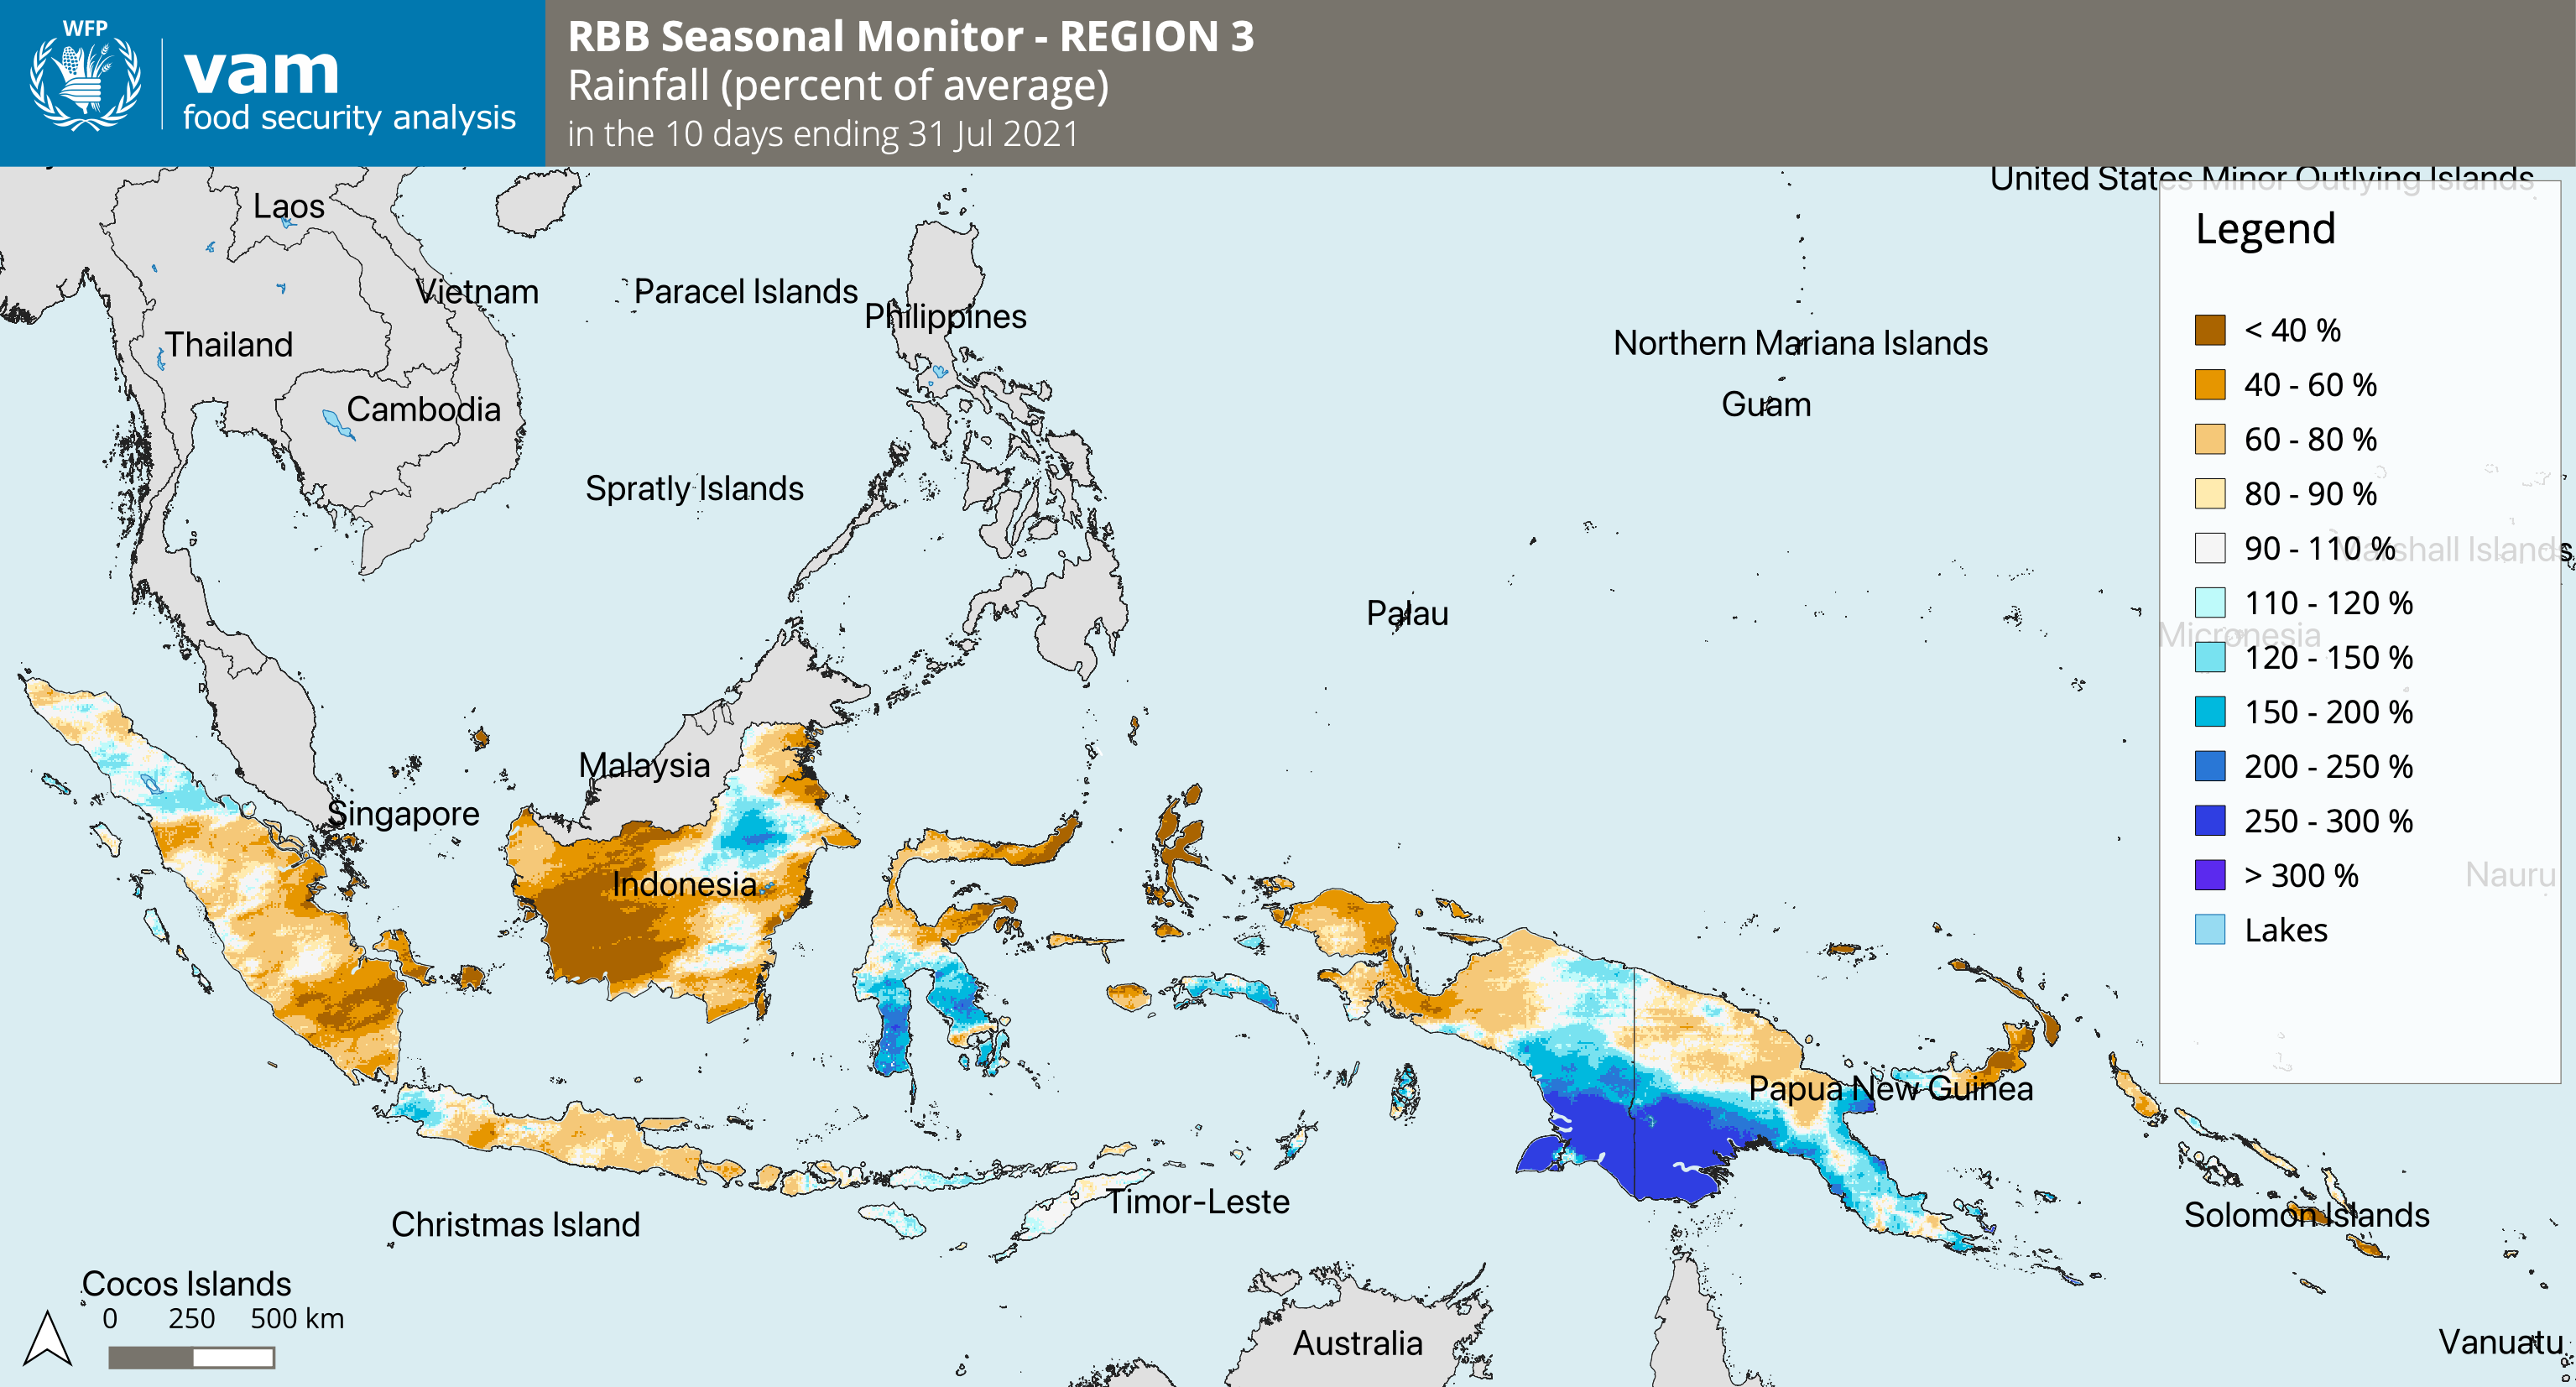 WFP
vam
food security analysis
RBB Seasonal Monitor - REGION 3
Rainfall (percent of average)
in the 10 days ending 31 Jul 2021
United States Minor Outlying Islands
Laos
Vietnam
Paracel Islands
Philippines
Thailand
Northern Mariana Islands
Guam
Cambodia
Spratly Islands
Palau
Malaysia
Singapore
Indonesia
Papua New Guinea
Timor-Leste
Christmas Island
Solomon Islands
Cocos Islands
Australia
Vanuatu
0 250 500 km
Legend
< 40 %
40 - 60 %
60 - 80 %
80 - 90 %
90 - 110 %
Marshall Islands
110 - 120 %
Micronesia
120 - 150 %
150 - 200 %
200 - 250 %
250 - 300 %
> 300 %
Nauru
Lakes